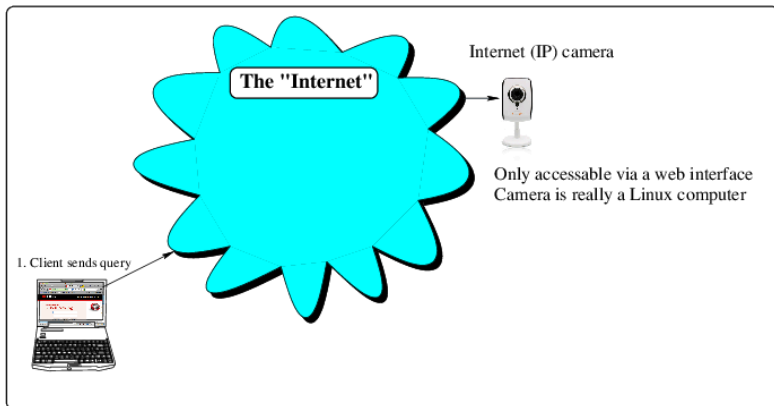 The "Internet"
Internet (IP) camera
Only accessable via a web interface
Camera is really a Linux computer
1. Client sends query